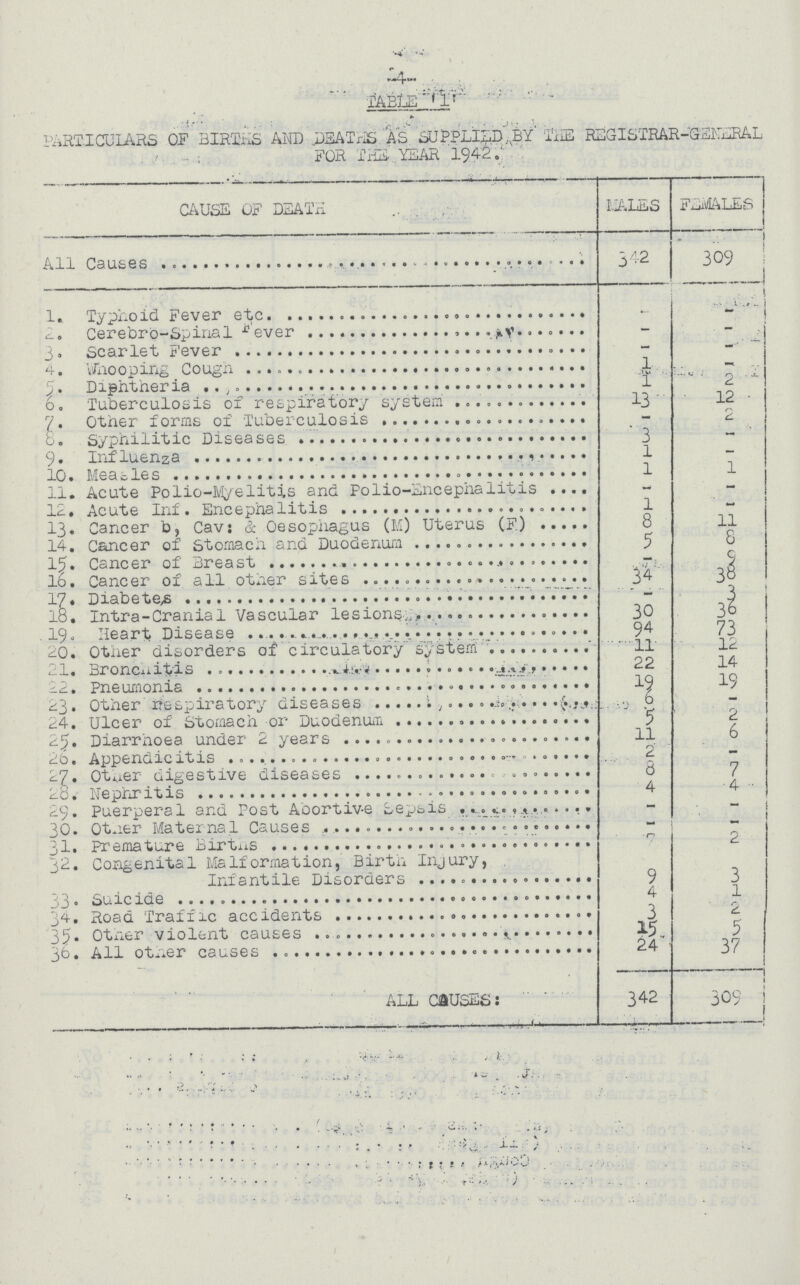 -4-
TABLE "1"
PARTICULARS OF BIRTHS AND DEATHS AS SUPPLIED BY THE REGISTRAR-GENERAL
FOR THE YEAR 1942.
CAUSE OF DEATH MALES FEMALES
All Causes ........ 342 309
1. Typhoid Fever etc. ........ - -
2. Cerebro-Spinal Fever ........ - -
3. Scarlet Fever ........ - -
4. Whooping Cough ........ 1 -
5. Diphtheria ........ 1 2
6. Tuberculosis of respiratory system ........ 13 12
7. Other forms of Tuberculosis ........ - 2
8. Syphilitic Diseases ........ 3 -
9. Influenza ........ 1 -
10. Measles ........ 1 1
11. Acute Polio-Myelitis and Polio-Encephalitis .... - -
12. Acute Inf. Encephalitis ........ 1 -
13. Cancer b, Cav: & Oesophagus (M) Uterus (F) ..... 8 11
14. Cancer of Stomach and Duodenum ........ 5 8
15. Cancer of Breast ........ - 9
16. Cancer of all other sites ........ 34 38
17. Diabetes ........ - 3
18. Intra-Cranial Vascular lesions ........ 30 36
19. Heart Disease ........ 94 73
20. Other disorders of circulatory system ........ 11 12
21. Bronchitis ........ 22 14
22. Pneumonia ........ 19 19
23. Other respiratory diseases ........ 6 -
24. Ulcer of Stomach or Duodenum ........ 5 2
25. Diarrhoea under 2 years ........ 11 6
26. Appendicitis ........ 2 -
27. Other digestive diseases ........ 8 7
28. Nephritis ........ 4 4
29. Puerperal and Post Abortive Sepsis ........ - -
30. Other Maternal Causes ........ - -
31. Premature Births ........ 7 2
32. Congenital Malformation, Birth Injury,
Infantile Disorders ........ 9 3
33. Suicide ........ 4 1
34. Road Traffic accidents ........ 3 2
35. Other violent causes ........ 15 5
36. All other causes ........ 24 37
ALL CAUSES: 342 309